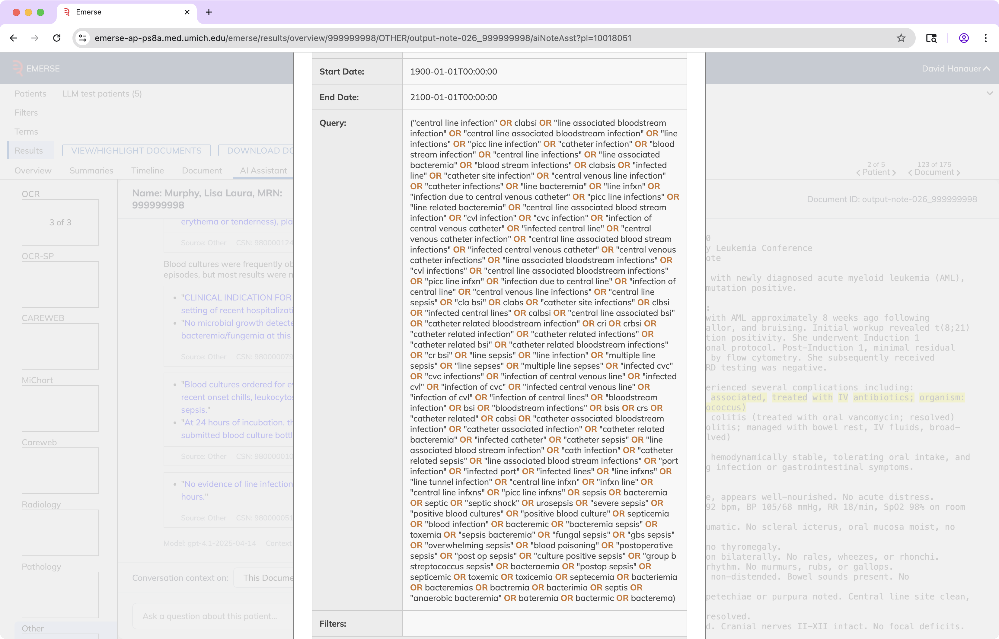 Emerse
emerse-ap-ps8a.med.umich.edu/emerse/results/overview/999999998/OTHER/output-note-026_999999998/aiNoteAsst?pl=10018051
EMERSE
David Hanauer
Patients
LLM test patients (5)
Filters
Terms
Results
VIEW/HIGHLIGHT DOCUMENTS
DOWNLOAD DO
Overview
Summaries
Timeline
Document
AI Assistant
2 of 5
Patient
123 of 175
Document
OCR
3 of 3
OCR-SP
CAREWEB
MiChart
Careweb
Radiology
Pathology
Other
Name: Murphy, Lisa Laura, MRN:
999999998
erythema or tenderness), pla
Source: Other CSN: 980000124
Blood cultures were frequently ob
episodes, but most results were n
"CLINICAL INDICATION FOR
setting of recent hospitalizati
"No microbial growth detecte
bacteremia/fungemia at this
Source: Other CSN: 980000079
"Blood cultures ordered for ev
recent onset chills, leukocytos
sepsis."
"At 24 hours of incubation, th
submitted blood culture bottl
Source: Other CSN: 980000010
"No evidence of line infection
hours."
Source: Other CSN: 980000051
Model: gpt-4.1-2025-04-14 Context
Conversation context on:
This Docume
Ask a question about this patient...
Start Date:
1900-01-01T00:00:00
End Date:
2100-01-01T00:00:00
Query:
("central line infection" OR clabsi OR "line associated bloodstream
infection" OR "central line associated bloodstream infection" OR "line
infections" OR "picc line infection" OR "catheter infection" OR "blood
stream infection" OR "central line infections" OR "line associated
bacteremia" OR "blood stream infections" OR clabsis OR "infected
line" OR "catheter site infection" OR "central venous line infection"
OR "catheter infections" OR "line bacteremia" OR "line infxn" OR
"infection due to central venous catheter" OR "picc line infections" OR
"line related bacteremia" OR "central line associated blood stream
infection" OR "cvl infection" OR "cvc infection" OR "infection of
central venous catheter" OR "infected central line" OR "central
venous catheter infection" OR "central line associated blood stream
infections" OR "infected central venous catheter" OR "central venous
catheter infections" OR "line associated bloodstream infections" OR
"cvl infections" OR "central line associated bloodstream infections"
OR "picc line infxn" OR "infection due to central line" OR "infection of
central line" OR "central venous line infections" OR "central line
sepsis" OR "cla bsi" OR clabs OR "catheter site infections" OR clbsi
OR "infected central lines" OR calbsi OR "central line associated bsi"
OR "catheter related bloodstream infection" OR cri OR crbsi OR
"catheter related infection" OR "catheter related infections" OR
"catheter related bsi" OR "catheter related bloodstream infections"
OR "cr bsi" OR "line sepsis" OR "line infection" OR "multiple line
sepsis" OR "line sepses" OR "multiple line sepses" OR "infected cvc"
OR "cvc infections" OR "infection of central venous line" OR "infected
cvl" OR "infection of cvc" OR "infected central venous line" OR
"infection of cvl" OR "infection of central lines" OR "bloodstream
infection" OR bsi OR "bloodstream infections" OR bsis OR crs OR
"catheter related" OR cabsi OR "catheter associated bloodstream
infection" OR "catheter associated infection" OR "catheter related
bacteremia" OR "infected catheter" OR "catheter sepsis" OR "line
associated blood stream infection" OR "cath infection" OR "catheter
related sepsis" OR "line associated blood stream infections" OR "port
infection" OR "infected port" OR "infected lines" OR "line infxns" OR
"line tunnel infection" OR "central line infxn" OR "infxn line" OR
"central line infxns" OR "picc line infxns" OR sepsis OR bacteremia
OR septic OR "septic shock" OR urosepsis OR "severe sepsis" OR
"positive blood cultures" OR "positive blood culture" OR septicemia
OR "blood infection" OR bacteremic OR "bacteremia sepsis" OR
toxemia OR "sepsis bacteremia" OR "fungal sepsis" OR "gbs sepsis"
OR "overwhelming sepsis" OR "blood poisoning" OR "postoperative
sepsis" OR "post op sepsis" OR "culture positive sepsis" OR "group b
streptococcus sepsis" OR bacteraemia OR "postop sepsis" OR
septicemic OR toxemic OR toxicemia OR septecemia OR bacteriemia
OR bacteremias OR bactremia OR bacterimia OR septis OR
"anaerobic bacteremia" OR bateremia OR bactermic OR bacterema)
Filters:
Document ID: output-note-026_999999998
0
y Leukemia Conference
ote
with newly diagnosed acute myeloid leukemia (AML),
mutation positive.
:
with AML approximately 8 weeks ago following
allor, and bruising. Initial workup revealed t(8;21)
tion positivity. She underwent Induction 1
onal protocol. Post-Induction 1, minimal residual
by flow cytometry. She subsequently received
RD testing was negative.
erienced several complications including:
associated, treated with IV antibiotics; organism:
ococcus)
colitis (treated with oral vancomycin; resolved)
olitis; managed with bowel rest, IV fluids, broad-
lved)
hemodynamically stable, tolerating oral intake, and
g infection or gastrointestinal symptoms.
e, appears well-nourished. No acute distress.
92 bpm, BP 105/68 mmHg, RR 18/min, SpO2 98% on room
umatic. No scleral icterus, oral mucosa moist, no
no thyromegaly.
on bilaterally. No rales, wheezes, or rhonchi.
rhythm. No murmurs, rubs, or gallops.
non-distended. Bowel sounds present. No
petechiae or purpura noted. Central line site clean,
resolved.
d. Cranial nerves II-XII intact. No focal deficits.